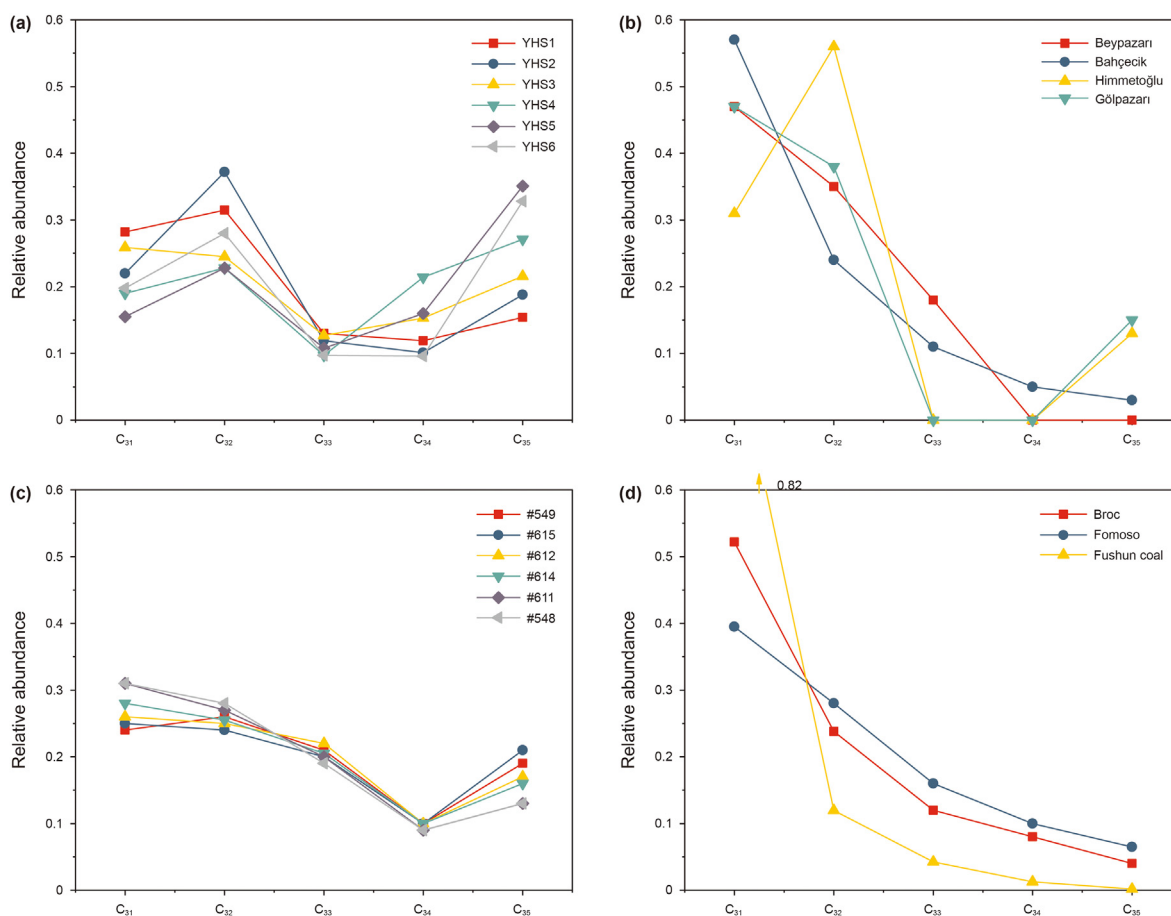 (a)
Relative abundance
0.6
0.5
0.4
0.3
0.2
0.1
0
YHS1
YHS2
YHS3
YHS4
YHS5
YHS6
C₃₁ C₃₂ C₃₃ C₃₄ C₃₅
(b)
Relative abundance
0.6
0.5
0.4
0.3
0.2
0.1
0
Beypazarı
Bahçecik
Himmetoğlu
Gölpazarı
C₃₁ C₃₂ C₃₃ C₃₄ C₃₅
(c)
Relative abundance
0.6
0.5
0.4
0.3
0.2
0.1
0
#549
#615
#612
#614
#611
#548
C₃₁ C₃₂ C₃₃ C₃₄ C₃₅
(d)
Relative abundance
0.6
0.5
0.4
0.3
0.2
0.1
0
0.82
Broc
Fomoso
Fushun coal
C₃₁ C₃₂ C₃₃ C₃₄ C₃₅